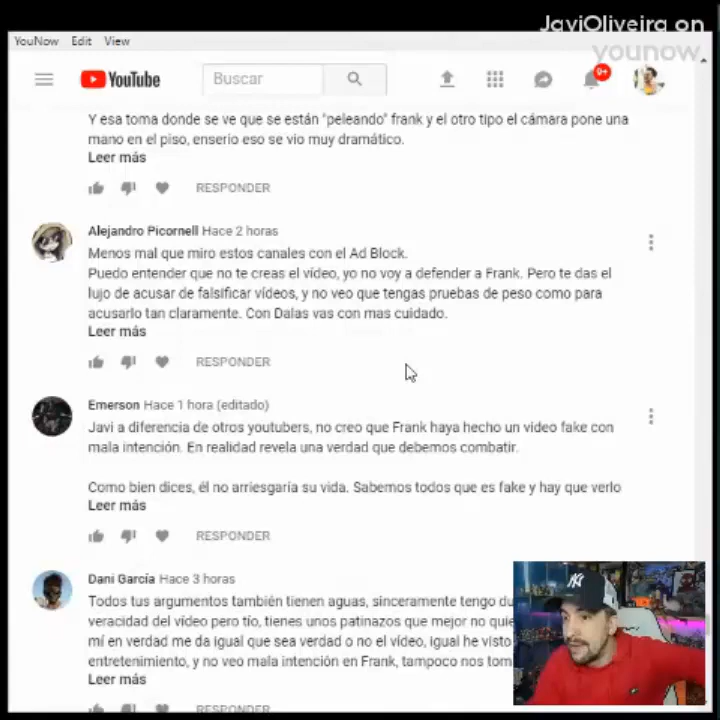 JaviOliveira on
younow
YouNow Edit View
YouTube
Buscar
9+
Y esa toma donde se ve que se están "peleando" frank y el otro tipo el cámara pone una
mano en el piso, enserio eso se vio muy dramático.
Leer más
RESPONDER
Alejandro Picornell Hace 2 horas
Menos mal que miro estos canales con el Ad Block.
Puedo entender que no te creas el vídeo, yo no voy a defender a Frank. Pero te das el
lujo de acusar de falsificar vídeos, y no veo que tengas pruebas de peso como para
acusarlo tan claramente. Con Dalas vas con mas cuidado.
Leer más
RESPONDER
Emerson Hace 1 hora (editado)
Javi a diferencia de otros youtubers, no creo que Frank haya hecho un vídeo fake con
mala intención. En realidad revela una verdad que debemos combatir.
Como bien dices, él no arriesgaría su vida. Sabemos todos que es fake y hay que verlo
Leer más
RESPONDER
Dani García Hace 3 horas
Todos tus argumentos también tienen aguas, sinceramente tengo du
veracidad del vídeo pero tío, tienes unos patinazos que mejor no quie
mí en verdad me da igual que sea verdad o no el vídeo, igual he visto
entretenimiento, y no veo mala intención en Frank, tampoco nos tom
Leer más
RESPONDER
NY